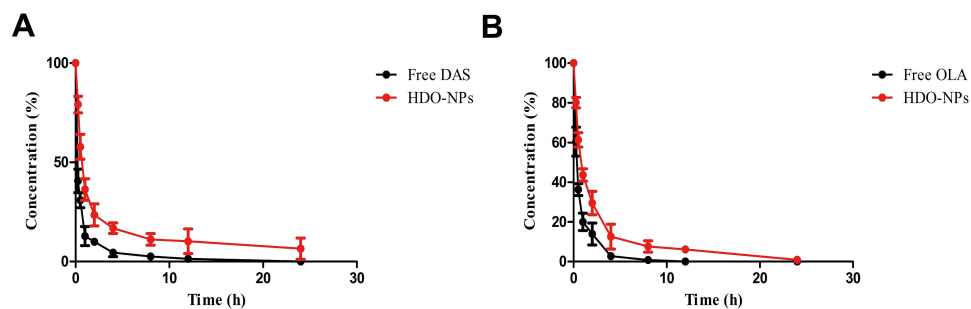 A
Concentration (%)
100
50
0
0
10
20
30
Time (h)
Free DAS
HDO-NPs
B
Concentration (%)
100
80
60
40
20
0
0
10
20
30
Time (h)
Free OLA
HDO-NPs